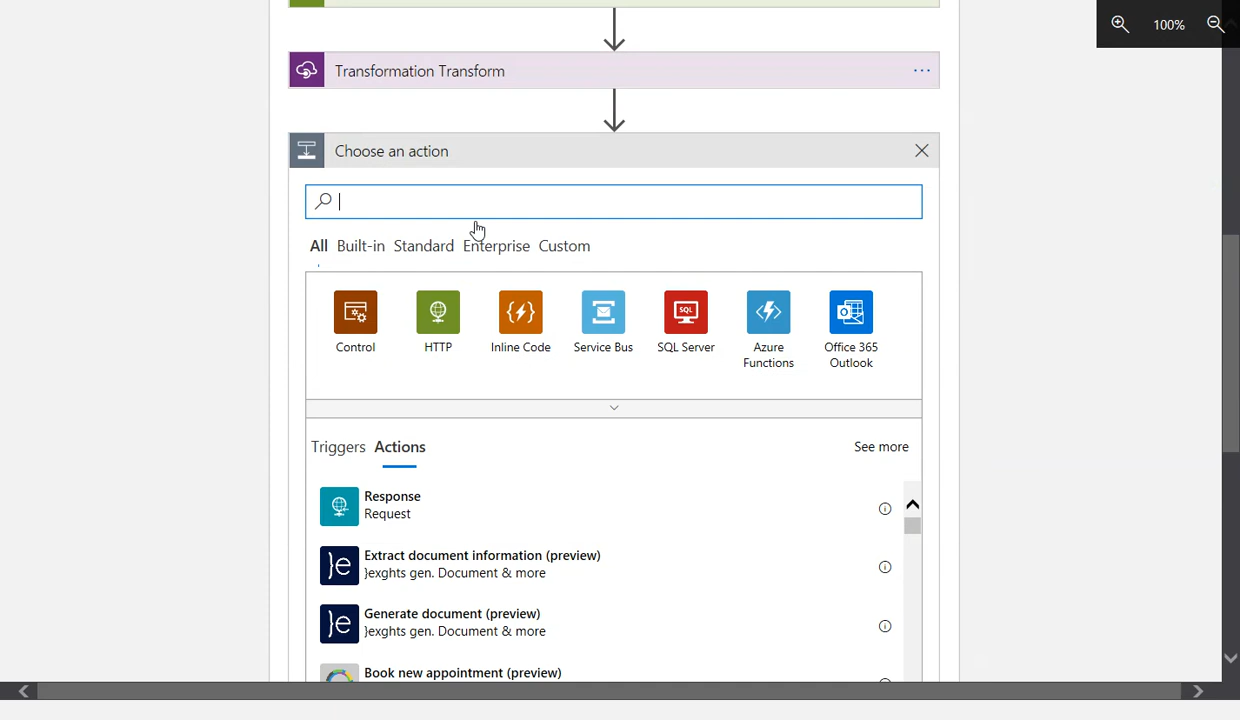 100%
Transformation Transform
...
Choose an action
All Built-in Standard Enterprise Custom
Control HTTP Inline Code Service Bus SQL Server Azure Functions Office 365 Outlook
SQL
Triggers Actions See more
Response
Request
Extract document information (preview)
}exghts gen. Document & more
Generate document (preview)
}exghts gen. Document & more
Book new appointment (preview)